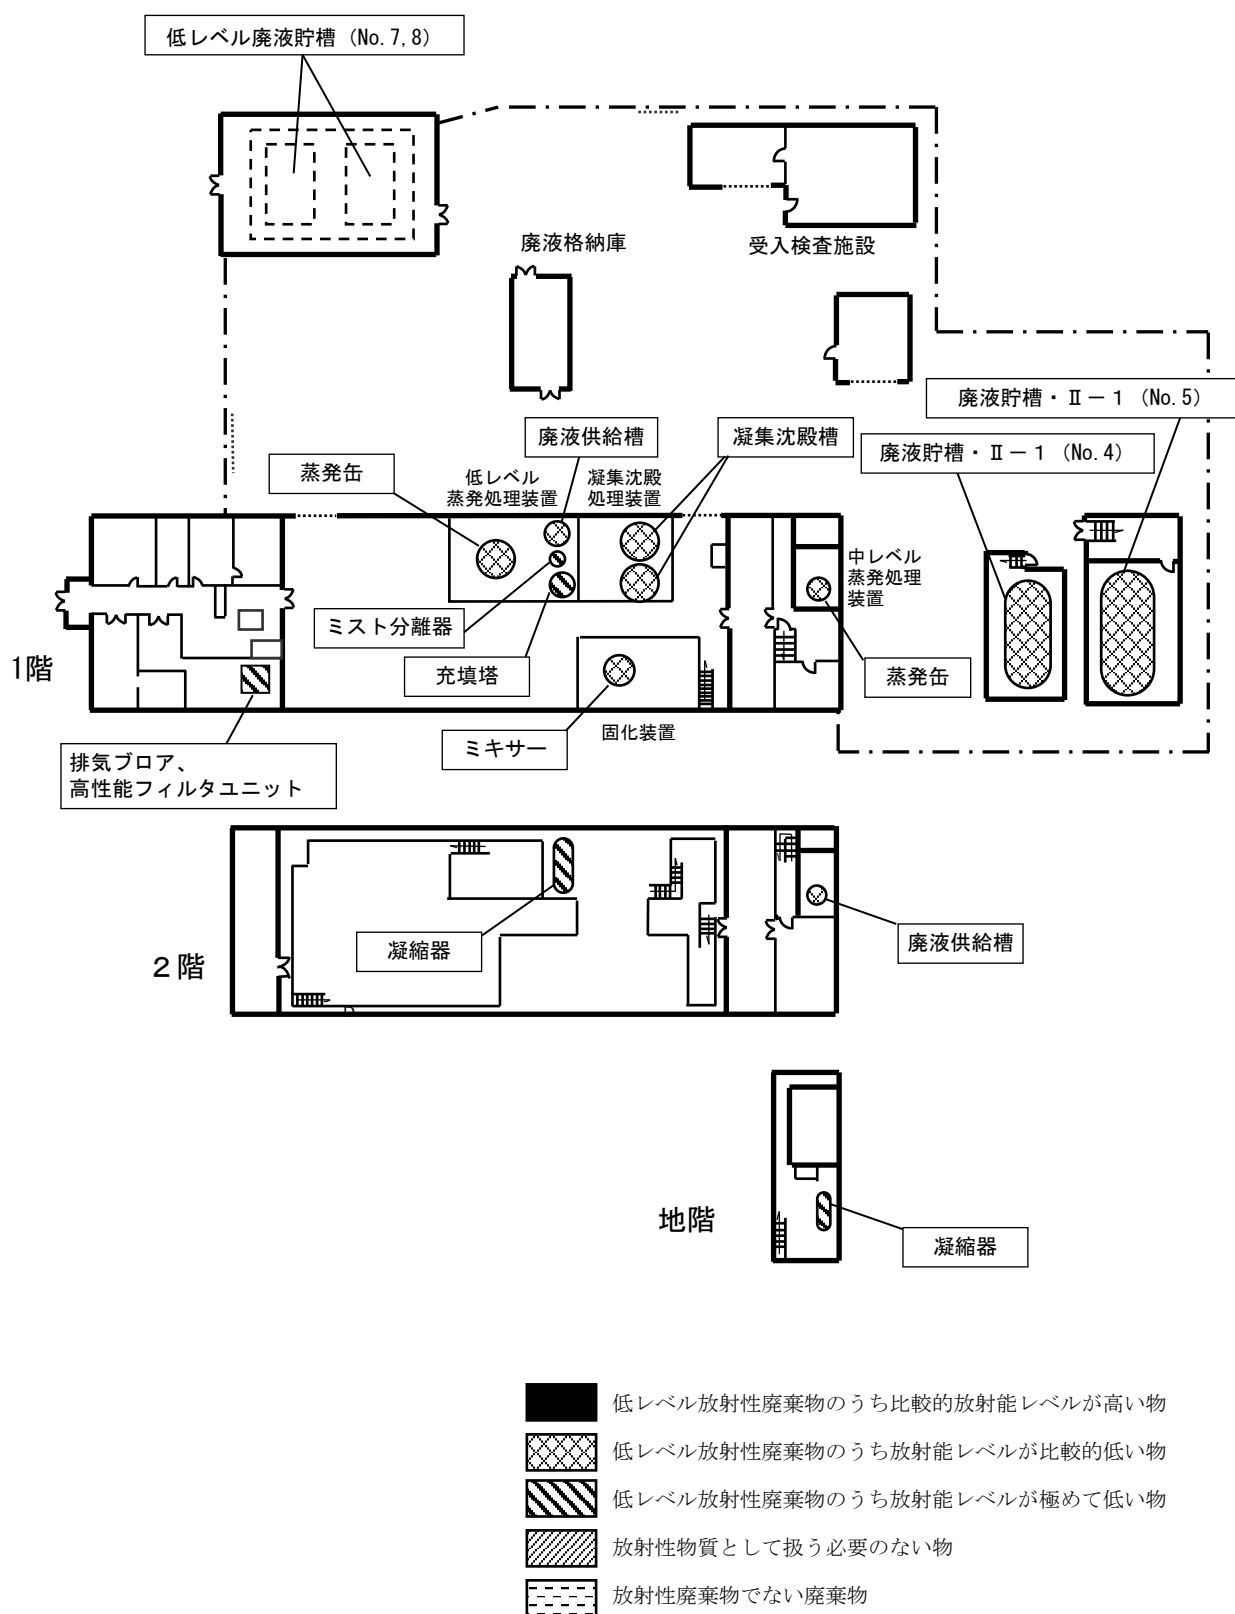 低レベル廃液貯槽（No.7,8）
廃液格納庫
受入検査施設
廃液貯槽・Ⅱ－１（No.5）
廃液貯槽・Ⅱ－１（No.4）
廃液供給槽
凝集沈殿槽
蒸発缶
低レベル
蒸発処理装置
凝集沈殿
処理装置
中レベル
蒸発処理
装置
ミスト分離器
充填塔
蒸発缶
1階
ミキサー
固化装置
排気ブロア、
高性能フィルタユニット
凝縮器
廃液供給槽
２階
地階
凝縮器
低レベル放射性廃棄物のうち比較的放射能レベルが高い物
低レベル放射性廃棄物のうち放射能レベルが比較的低い物
低レベル放射性廃棄物のうち放射能レベルが極めて低い物
放射性物質として扱う必要のない物
放射性廃棄物でない廃棄物